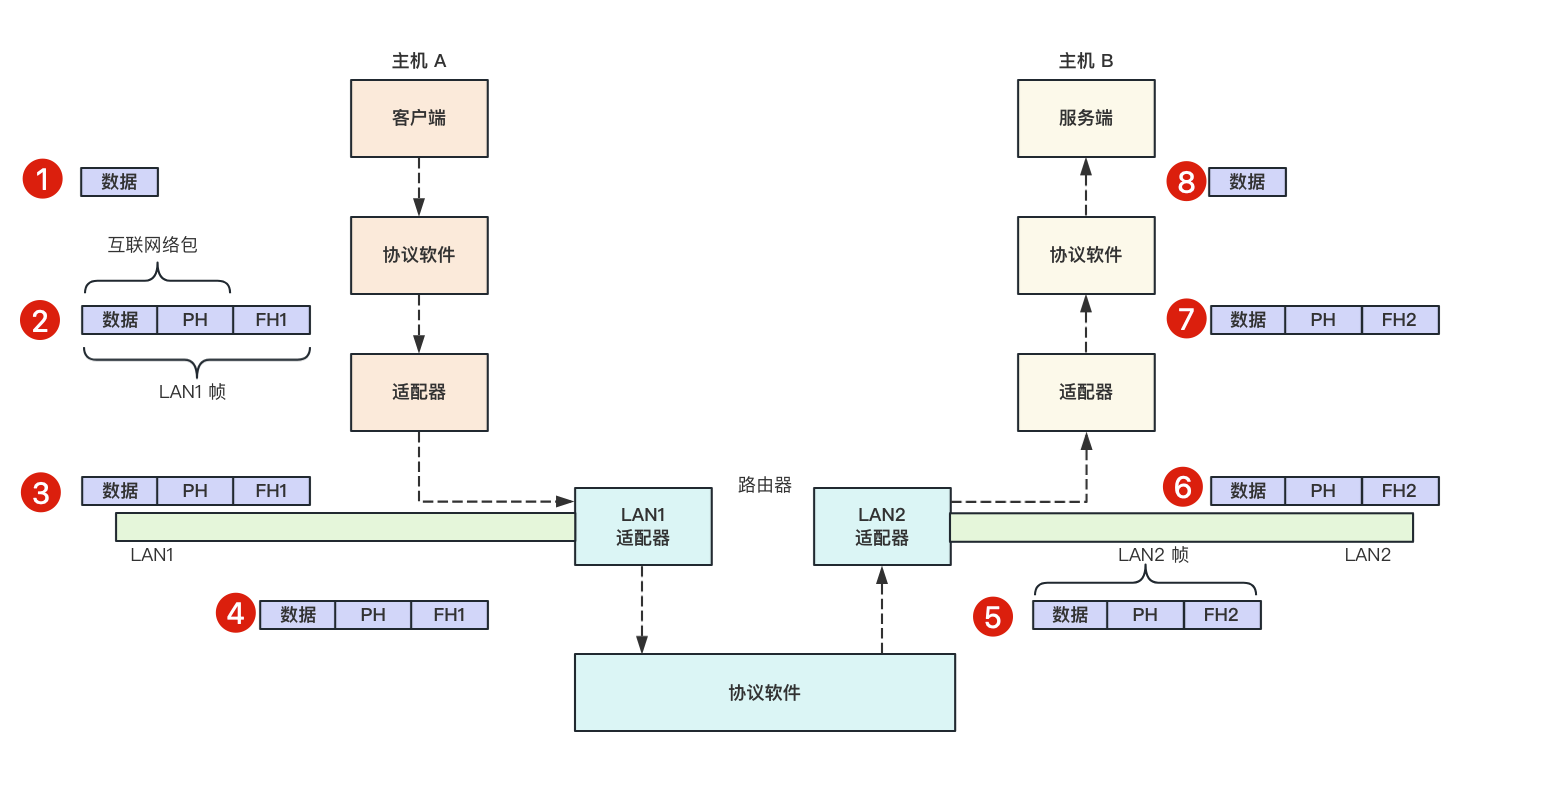 主机 A
主机 B
客户端
服务端
1
数据
8
数据
互联网络包
协议软件
协议软件
2
数据 PH FH1
7
数据 PH FH2
LAN1 帧
适配器
适配器
3
数据 PH FH1
路由器
6
数据 PH FH2
LAN1
适配器
LAN2
适配器
LAN1
LAN2 帧
LAN2
4
数据 PH FH1
5
数据 PH FH2
协议软件